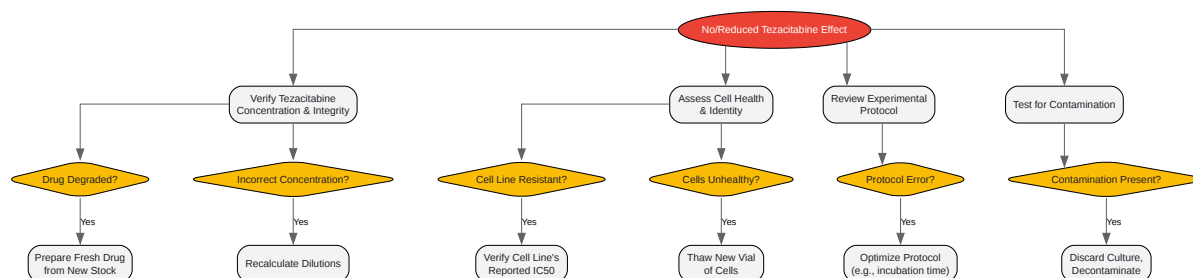 No/Reduced Tezacitabine Effect
Verify Tezacitabine
Concentration & Integrity
Assess Cell Health
& Identity
Review Experimental
Protocol
Test for Contamination
Drug Degraded?
Incorrect Concentration?
Cell Line Resistant?
Cells Unhealthy?
Protocol Error?
Contamination Present?
Yes
Yes
Yes
Yes
Yes
Yes
Prepare Fresh Drug
from New Stock
Recalculate Dilutions
Verify Cell Line's
Reported IC50
Thaw New Vial
of Cells
Optimize Protocol
(e.g., incubation time)
Discard Culture,
Decontaminate